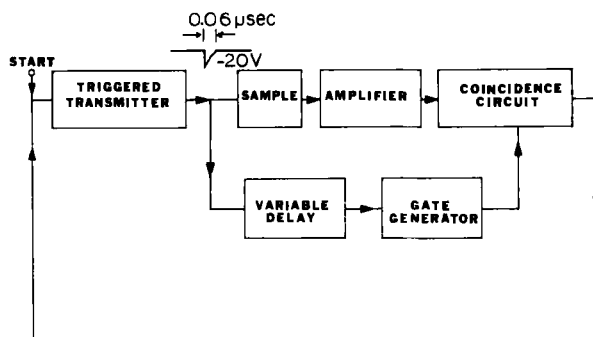 0.06 µsec
-20V
START
TRIGGERED
TRANSMITTER
SAMPLE
AMPLIFIER
COINCIDENCE
CIRCUIT
VARIABLE
DELAY
GATE
GENERATOR